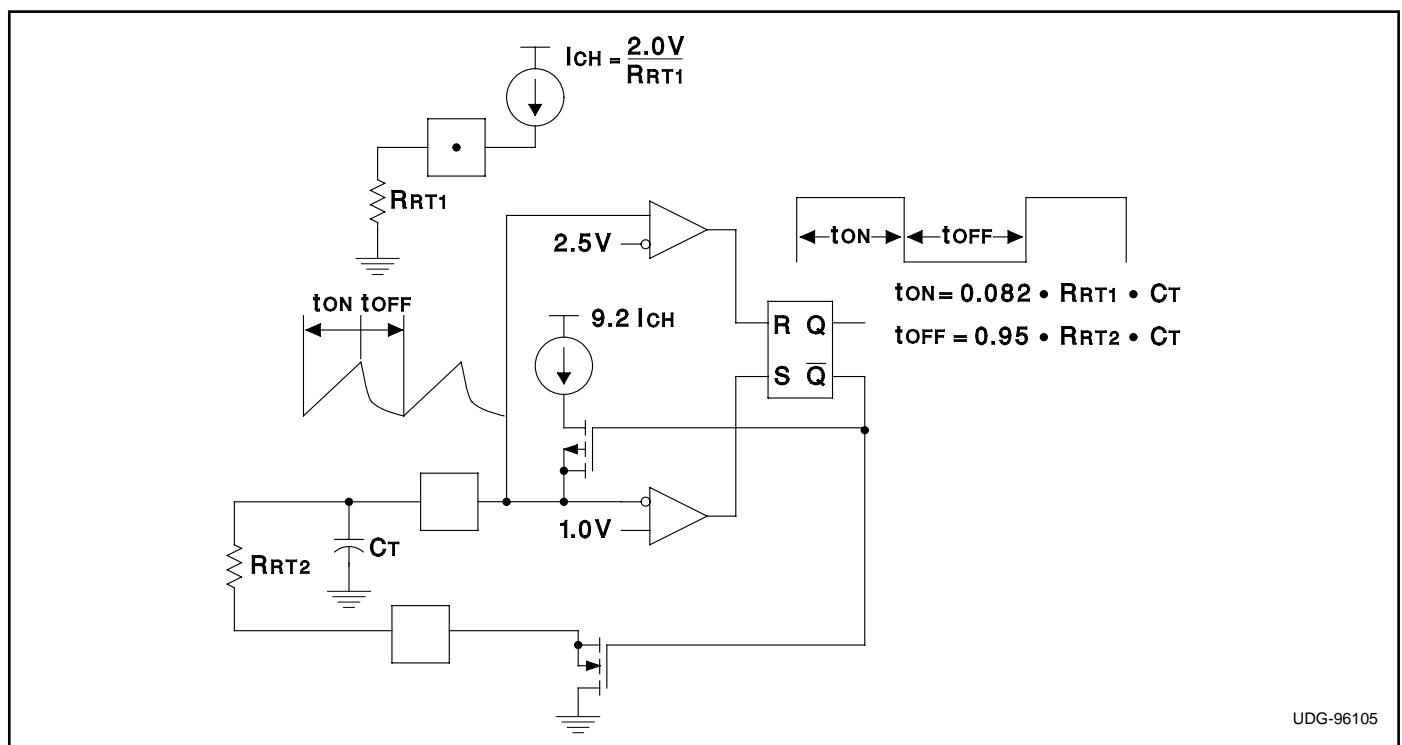 ICH = 2.0V / RRT1
RRT1
2.5V
tON
tOFF
tON = 0.082 • RRT1 • CT
tOFF = 0.95 • RRT2 • CT
tON tOFF
9.2 ICH
R Q
S Q̅
1.0V
CT
RRT2
UDG-96105